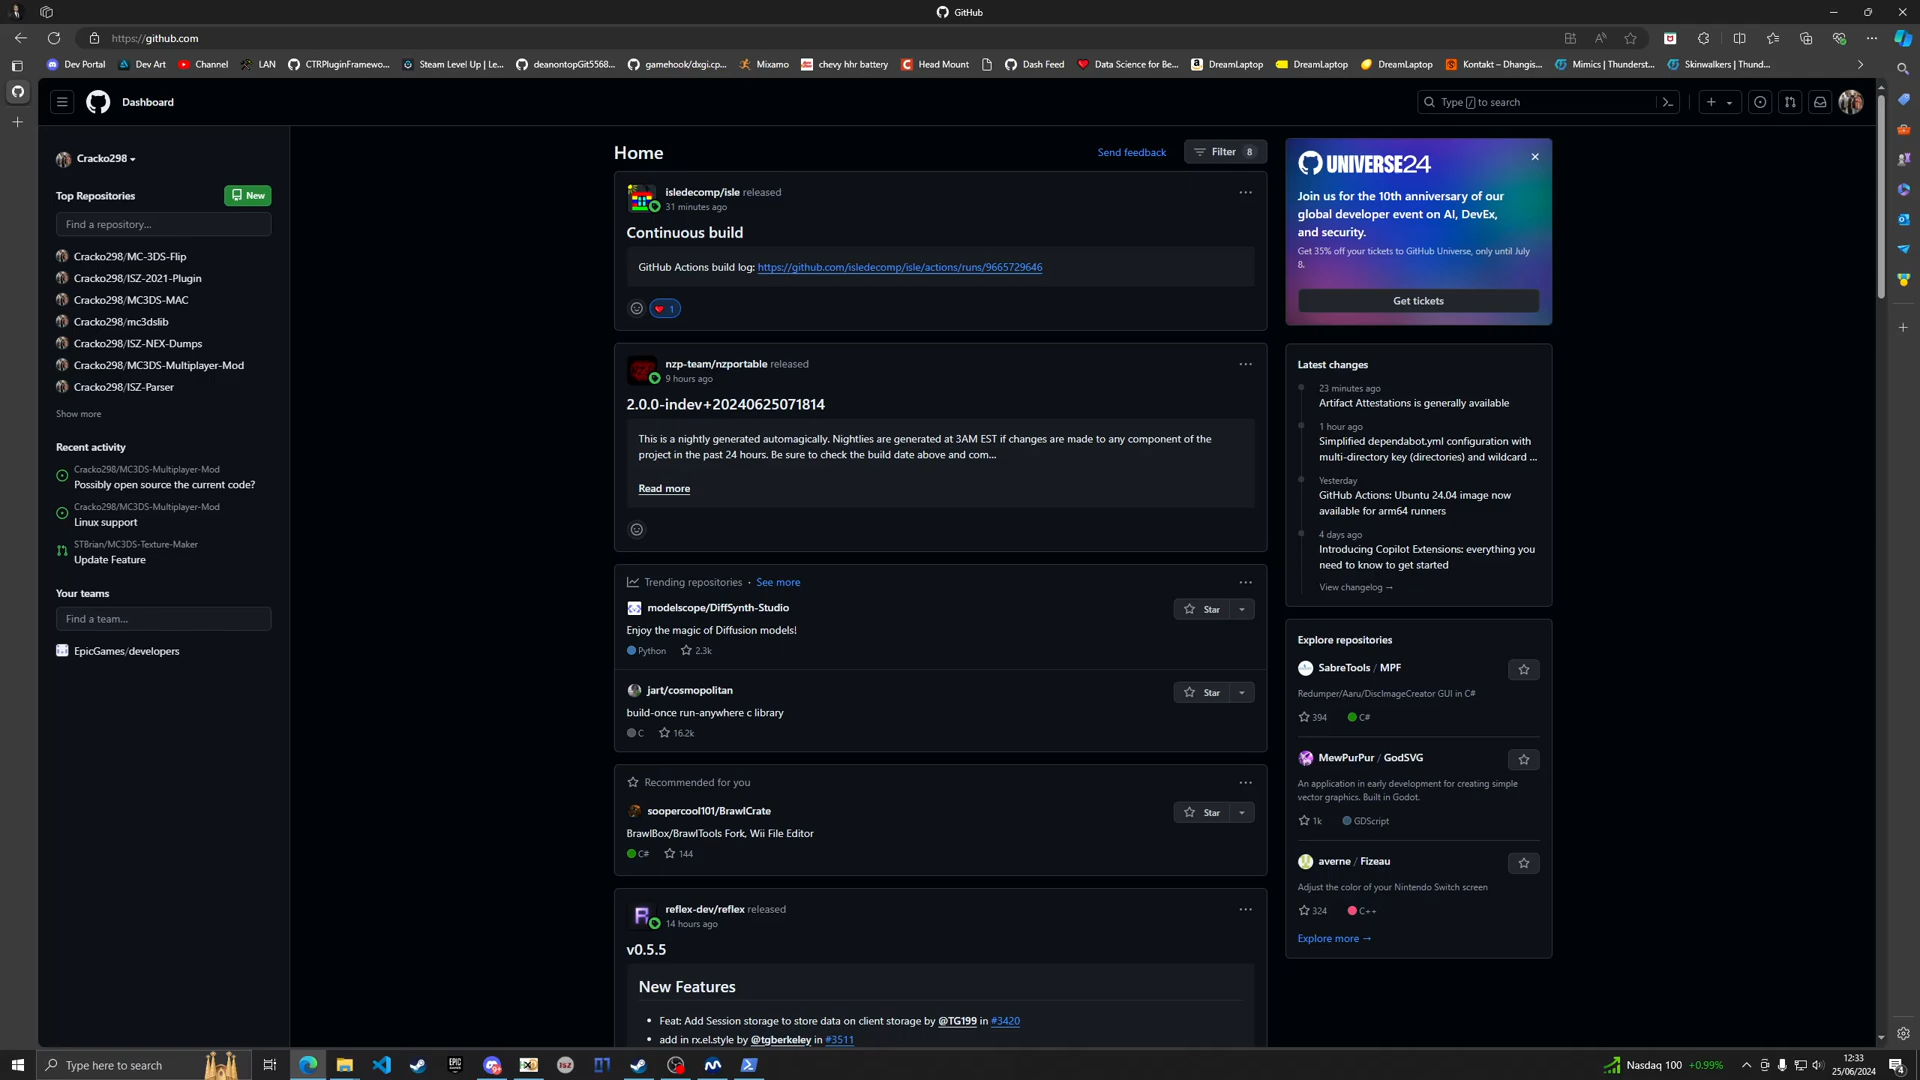 GitHub
https://github.com
Dev Portal
Dev Art
Channel
LAN
CTRPluginFramewo...
Steam Level Up | Le...
deanontopGit5568...
gamehook/dxgi.cp...
Mixamo
chevy hhr battery
Head Mount
Dash Feed
Data Science for Be...
DreamLaptop
DreamLaptop
DreamLaptop
Kontakt – Dhangis...
Mimics | Thunderst...
Skinwalkers | Thund...
Dashboard
Type / to search
Cracko298
Top Repositories
New
Find a repository...
Cracko298/MC-3DS-Flip
Cracko298/ISZ-2021-Plugin
Cracko298/MC3DS-MAC
Cracko298/mc3dslib
Cracko298/ISZ-NEX-Dumps
Cracko298/MC3DS-Multiplayer-Mod
Cracko298/ISZ-Parser
Show more
Recent activity
Cracko298/MC3DS-Multiplayer-Mod
Possibly open source the current code?
Cracko298/MC3DS-Multiplayer-Mod
Linux support
STBrian/MC3DS-Texture-Maker
Update Feature
Your teams
Find a team...
EpicGames/developers
Home
Send feedback
Filter 8
isledecomp/isle released
31 minutes ago
Continuous build
GitHub Actions build log: https://github.com/isledecomp/isle/actions/runs/9665729646
1
nzp-team/nzportable released
9 hours ago
2.0.0-indev+20240625071814
This is a nightly generated automagically. Nightlies are generated at 3AM EST if changes are made to any component of the
project in the past 24 hours. Be sure to check the build date above and com...
Read more
Trending repositories · See more
modelscope/DiffSynth-Studio
Star
Enjoy the magic of Diffusion models!
Python 2.3k
jart/cosmopolitan
Star
build-once run-anywhere c library
C 16.2k
Recommended for you
soopercool101/BrawlCrate
Star
BrawlBox/BrawlTools Fork, Wii File Editor
C# 144
reflex-dev/reflex released
14 hours ago
v0.5.5
New Features
• Feat: Add Session storage to store data on client storage by @TG199 in #3420
• add in rx.el.style by @tgberkeley in #3511
UNIVERSE24
Join us for the 10th anniversary of our
global developer event on AI, DevEx,
and security.
Get 35% off your tickets to GitHub Universe, only until July
8.
Get tickets
Latest changes
23 minutes ago
Artifact Attestations is generally available
1 hour ago
Simplified dependabot.yml configuration with
multi-directory key (directories) and wildcard ...
Yesterday
GitHub Actions: Ubuntu 24.04 image now
available for arm64 runners
4 days ago
Introducing Copilot Extensions: everything you
need to know to get started
View changelog →
Explore repositories
SabreTools / MPF
Redumper/Aaru/DiscImageCreator GUI in C#
394 C#
MewPurPur / GodSVG
An application in early development for creating simple
vector graphics. Built in Godot.
1k GDScript
averne / Fizeau
Adjust the color of your Nintendo Switch screen
324 C++
Explore more →
Type here to search
EPIC
ISZ
Nasdaq 100 +0.99%
12:33
25/06/2024
4